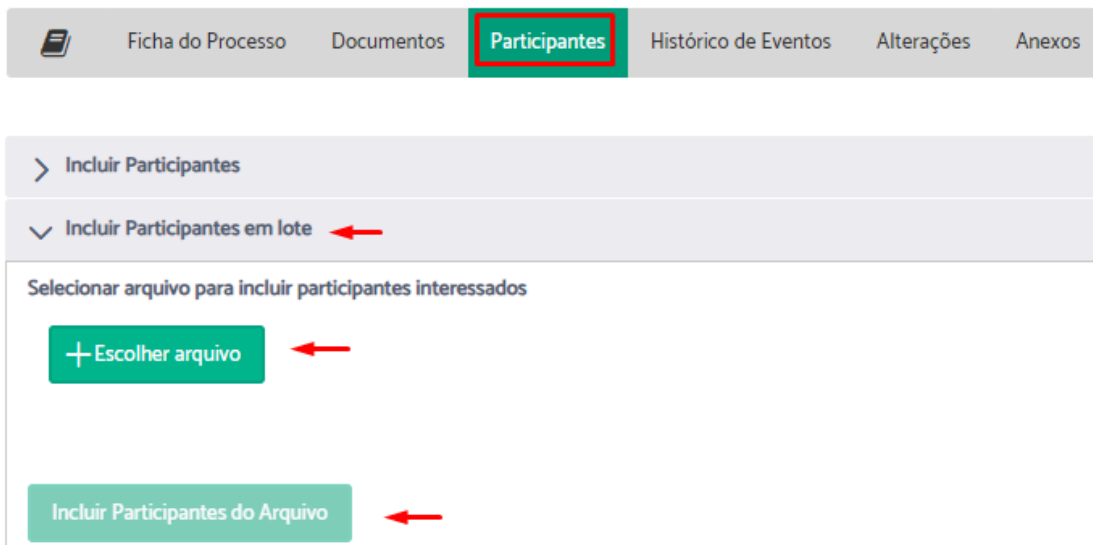 Ficha do Processo Documentos Participantes Histórico de Eventos Alterações Anexos
Incluir Participantes
Incluir Participantes em lote
Selecionar arquivo para incluir participantes interessados
+ Escolher arquivo
Incluir Participantes do Arquivo